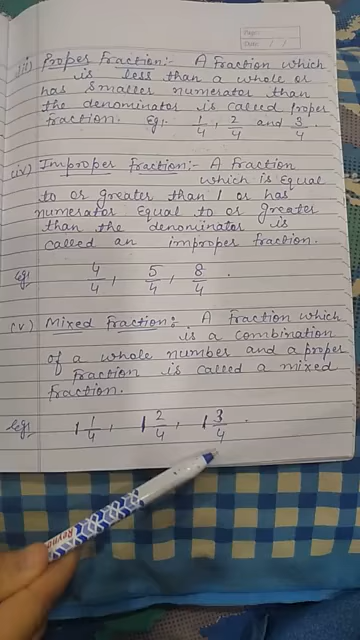 Page:
Date: / /
iii) Proper Fraction:- A fraction which
is less than a whole or
has smaller numerator than
the denominator is called proper
fraction. Eg. 1/4, 2/4 and 3/4.
(iv) Improper fraction:- A fraction
which is equal
to or greater than 1 or has
numerator equal to or greater
than the denominator is
called an improper fraction.
eg: 4/4, 5/4, 8/4.
(v) Mixed fraction: A fraction which
is a combination
of a whole number and a proper
fraction is called a mixed
fraction.
eg: 1 1/4, 1 2/4, 1 3/4.